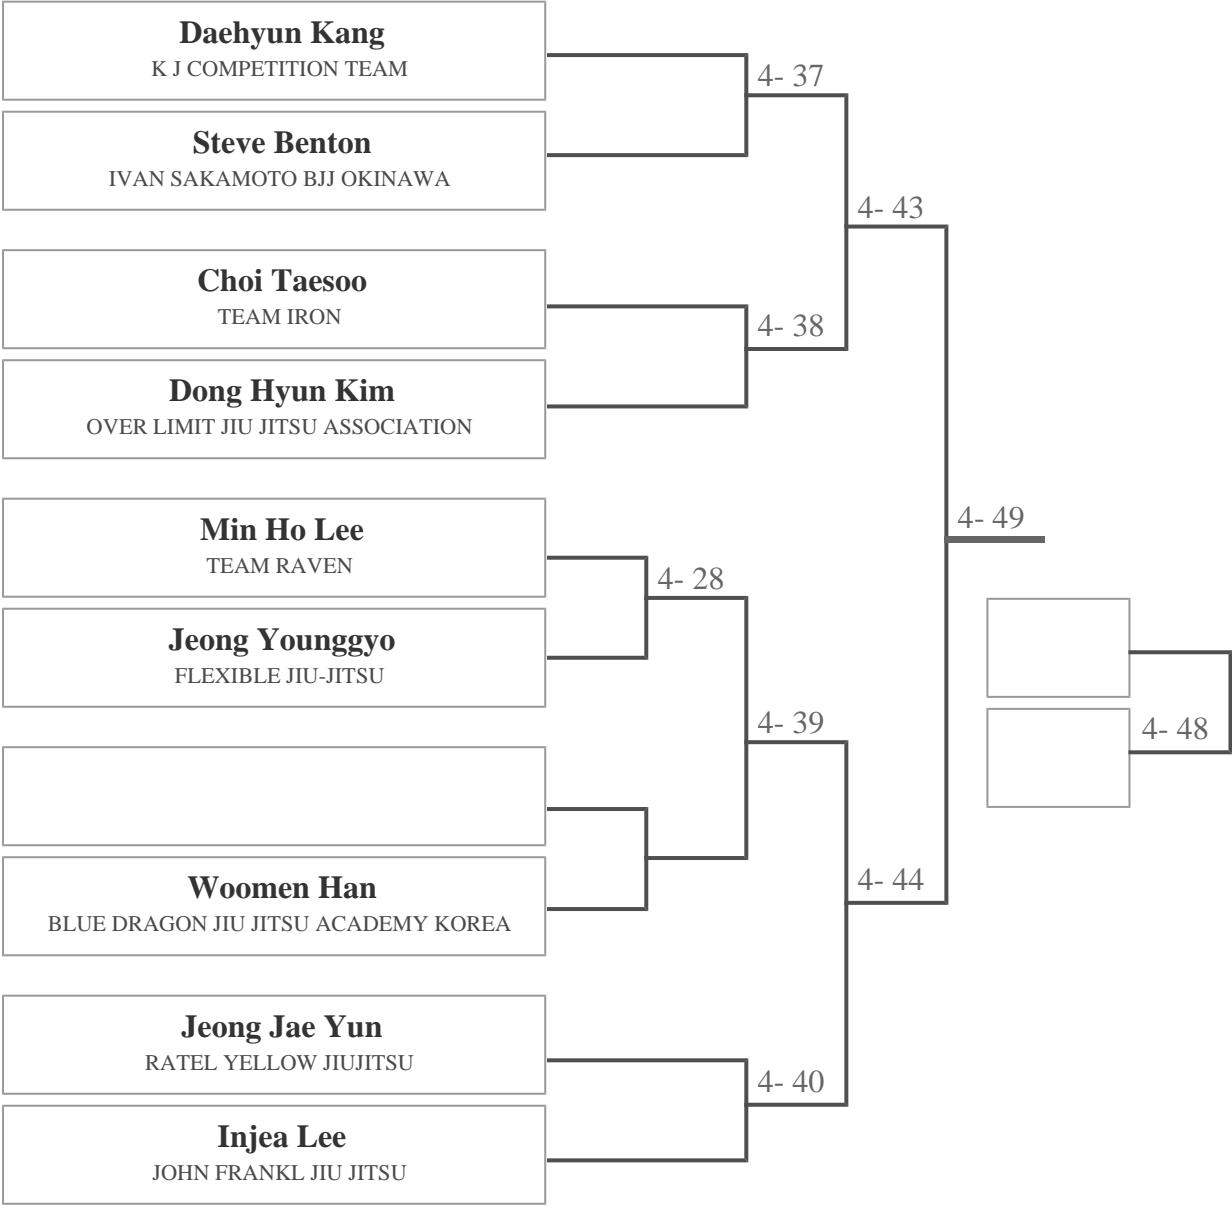 Daehyun Kang
K J COMPETITION TEAM
4- 37
Steve Benton
IVAN SAKAMOTO BJJ OKINAWA
4- 43
Choi Taesoo
TEAM IRON
4- 38
Dong Hyun Kim
OVER LIMIT JIU JITSU ASSOCIATION
4- 49
Min Ho Lee
TEAM RAVEN
4- 28
Jeong Younggyo
FLEXIBLE JIU-JITSU
4- 39
4- 48
Woomen Han
BLUE DRAGON JIU JITSU ACADEMY KOREA
4- 44
Jeong Jae Yun
RATEL YELLOW JIUJITSU
4- 40
Injea Lee
JOHN FRANKL JIU JITSU